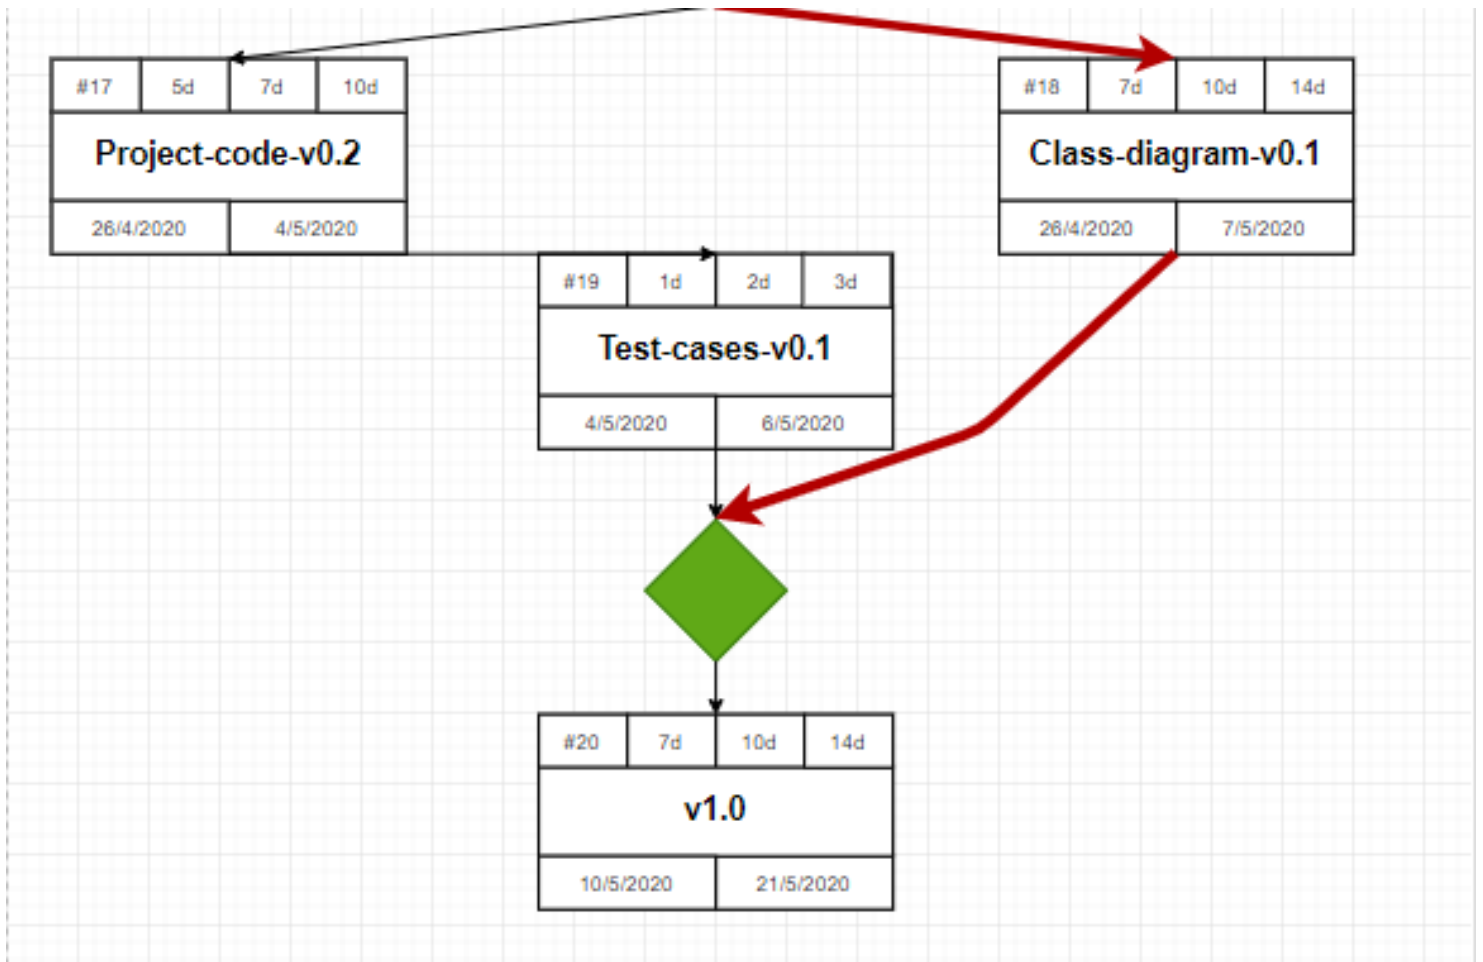 #17 5d 7d 10d
Project-code-v0.2
26/4/2020 4/5/2020
#18 7d 10d 14d
Class-diagram-v0.1
26/4/2020 7/5/2020
#19 1d 2d 3d
Test-cases-v0.1
4/5/2020 6/5/2020
#20 7d 10d 14d
v1.0
10/5/2020 21/5/2020